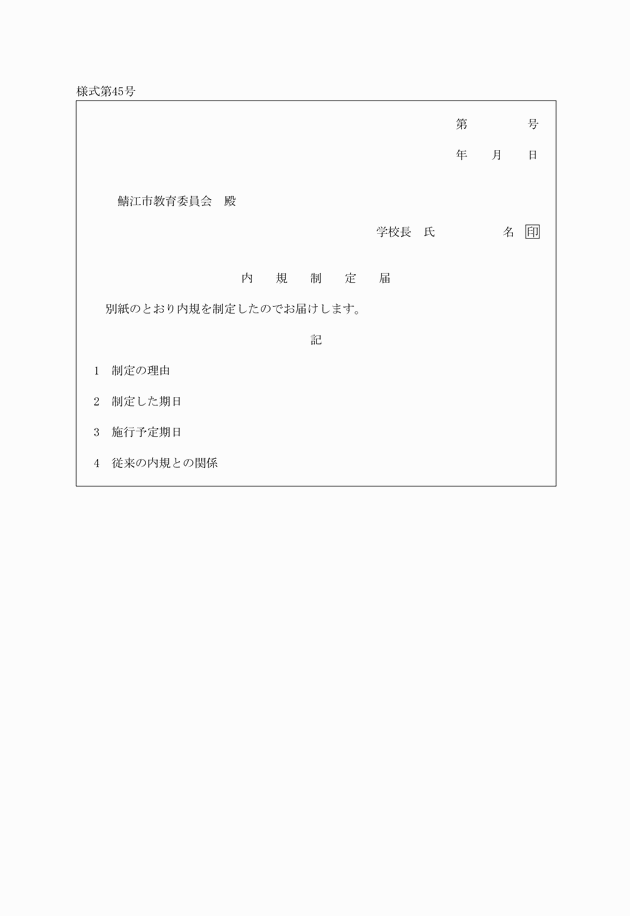 様式第45号
第　　　　　号
年　　月　　日
鯖江市教育委員会　殿
学校長　氏　　　　　　名　印
内　規　制　定　届
別紙のとおり内規を制定したのでお届けします。
記
1　制定の理由
2　制定した期日
3　施行予定期日
4　従来の内規との関係